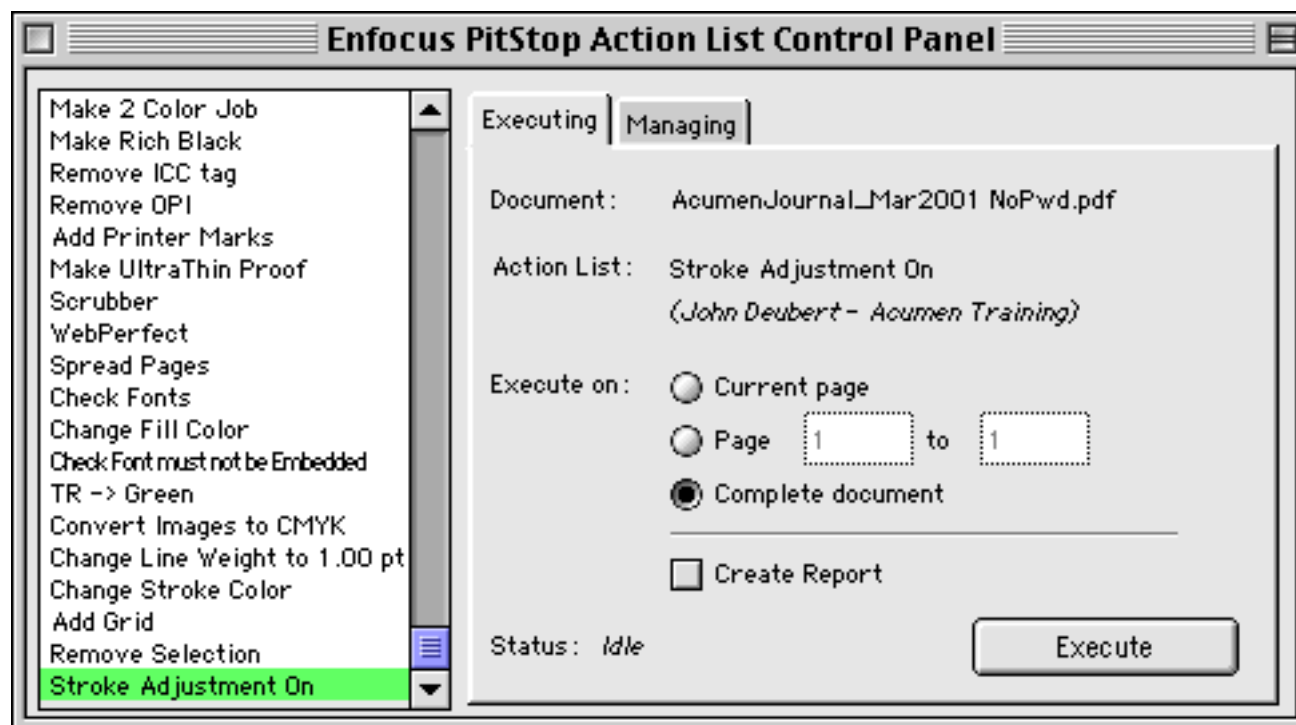 Enfocus PitStop Action List Control Panel
Make 2 Color Job
Make Rich Black
Remove ICC tag
Remove OPI
Add Printer Marks
Make UltraThin Proof
Scrubber
WebPerfect
Spread Pages
Check Fonts
Change Fill Color
Check Font must not be Embedded
TR -> Green
Convert Images to CMYK
Change Line Weight to 1.00 pt
Change Stroke Color
Add Grid
Remove Selection
Stroke Adjustment On
Executing Managing
Document: AcumenJournal_Mar2001 NoPwd.pdf
Action List: Stroke Adjustment On
(John Deubert - Acumen Training)
Execute on: Current page
Page 1 to 1
Complete document
Create Report
Status: Idle Execute